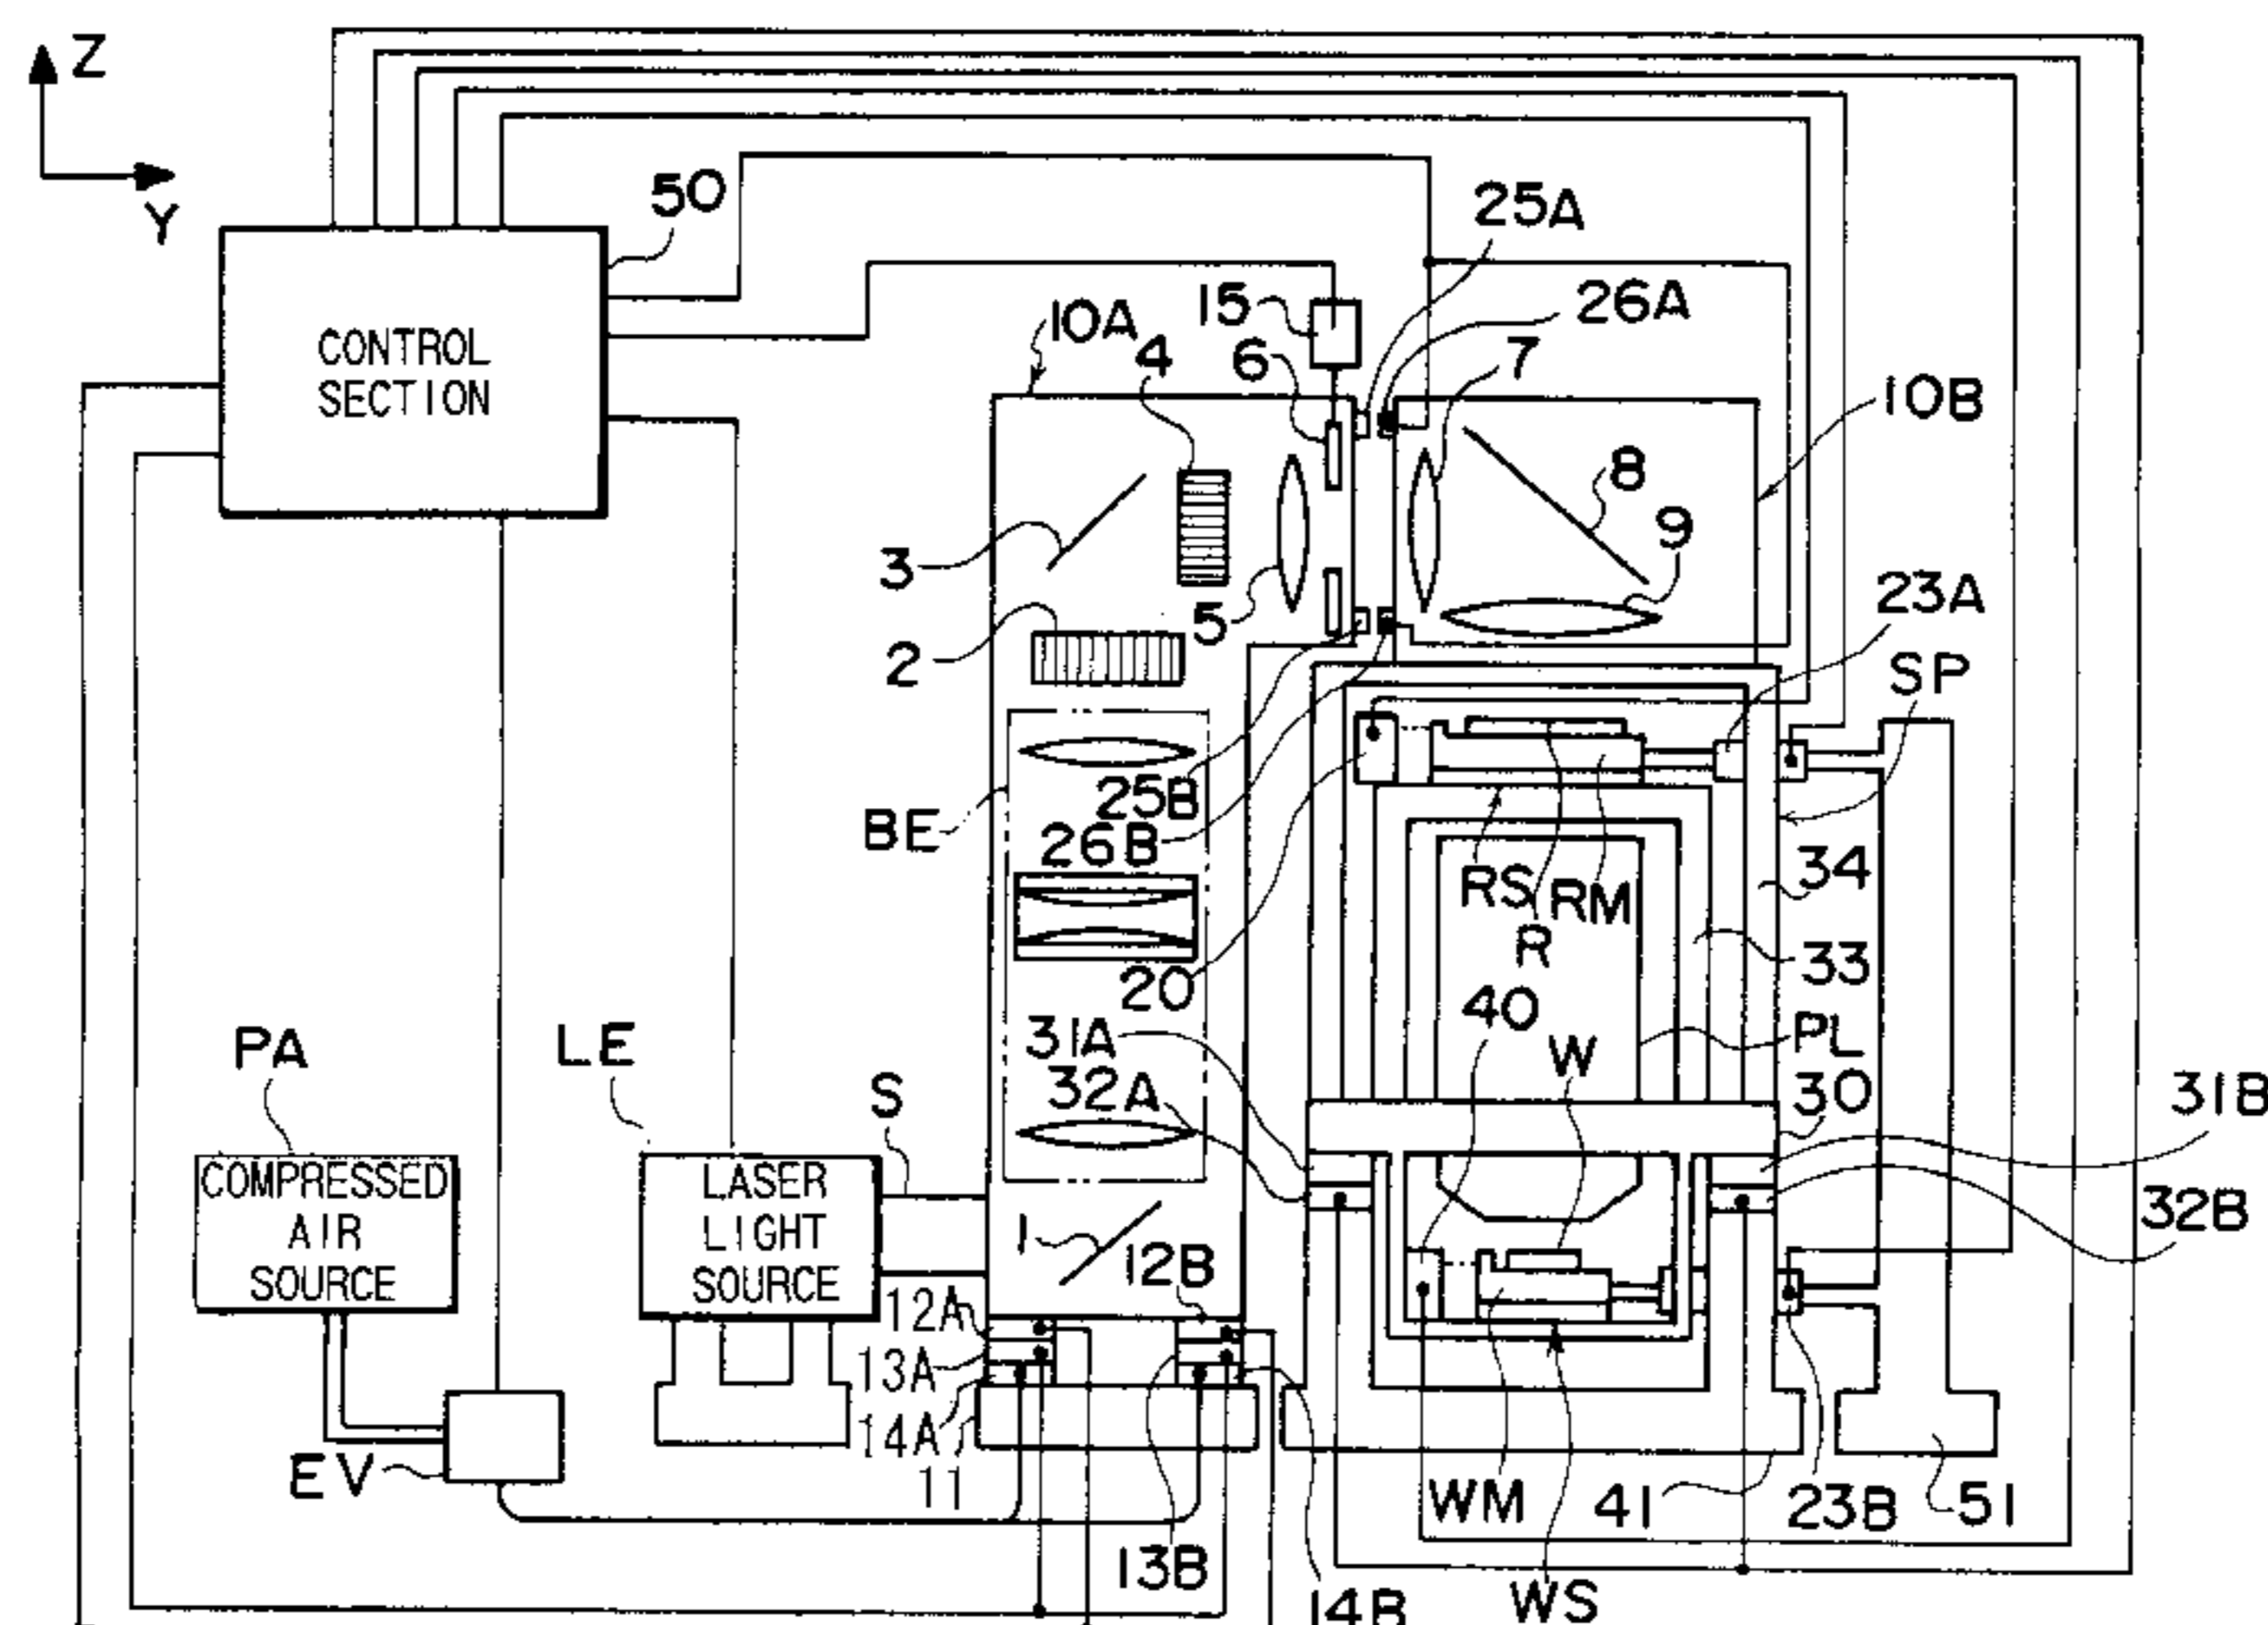 Z
Y
50
CONTROL
SECTION
25A
15
26A
10A
4
6
7
10B
8
3
9
5
23A
2
SP
25B
BE
26B
RS
RM
34
R
20
33
40
31A
PL
PA
LE
W
S
32A
30
31B
COMPRESSED
AIR
SOURCE
LASER
LIGHT
SOURCE
1
12B
32B
12A
13A
14A
EV
11
WM
41
23B
51
13B
14B
WS